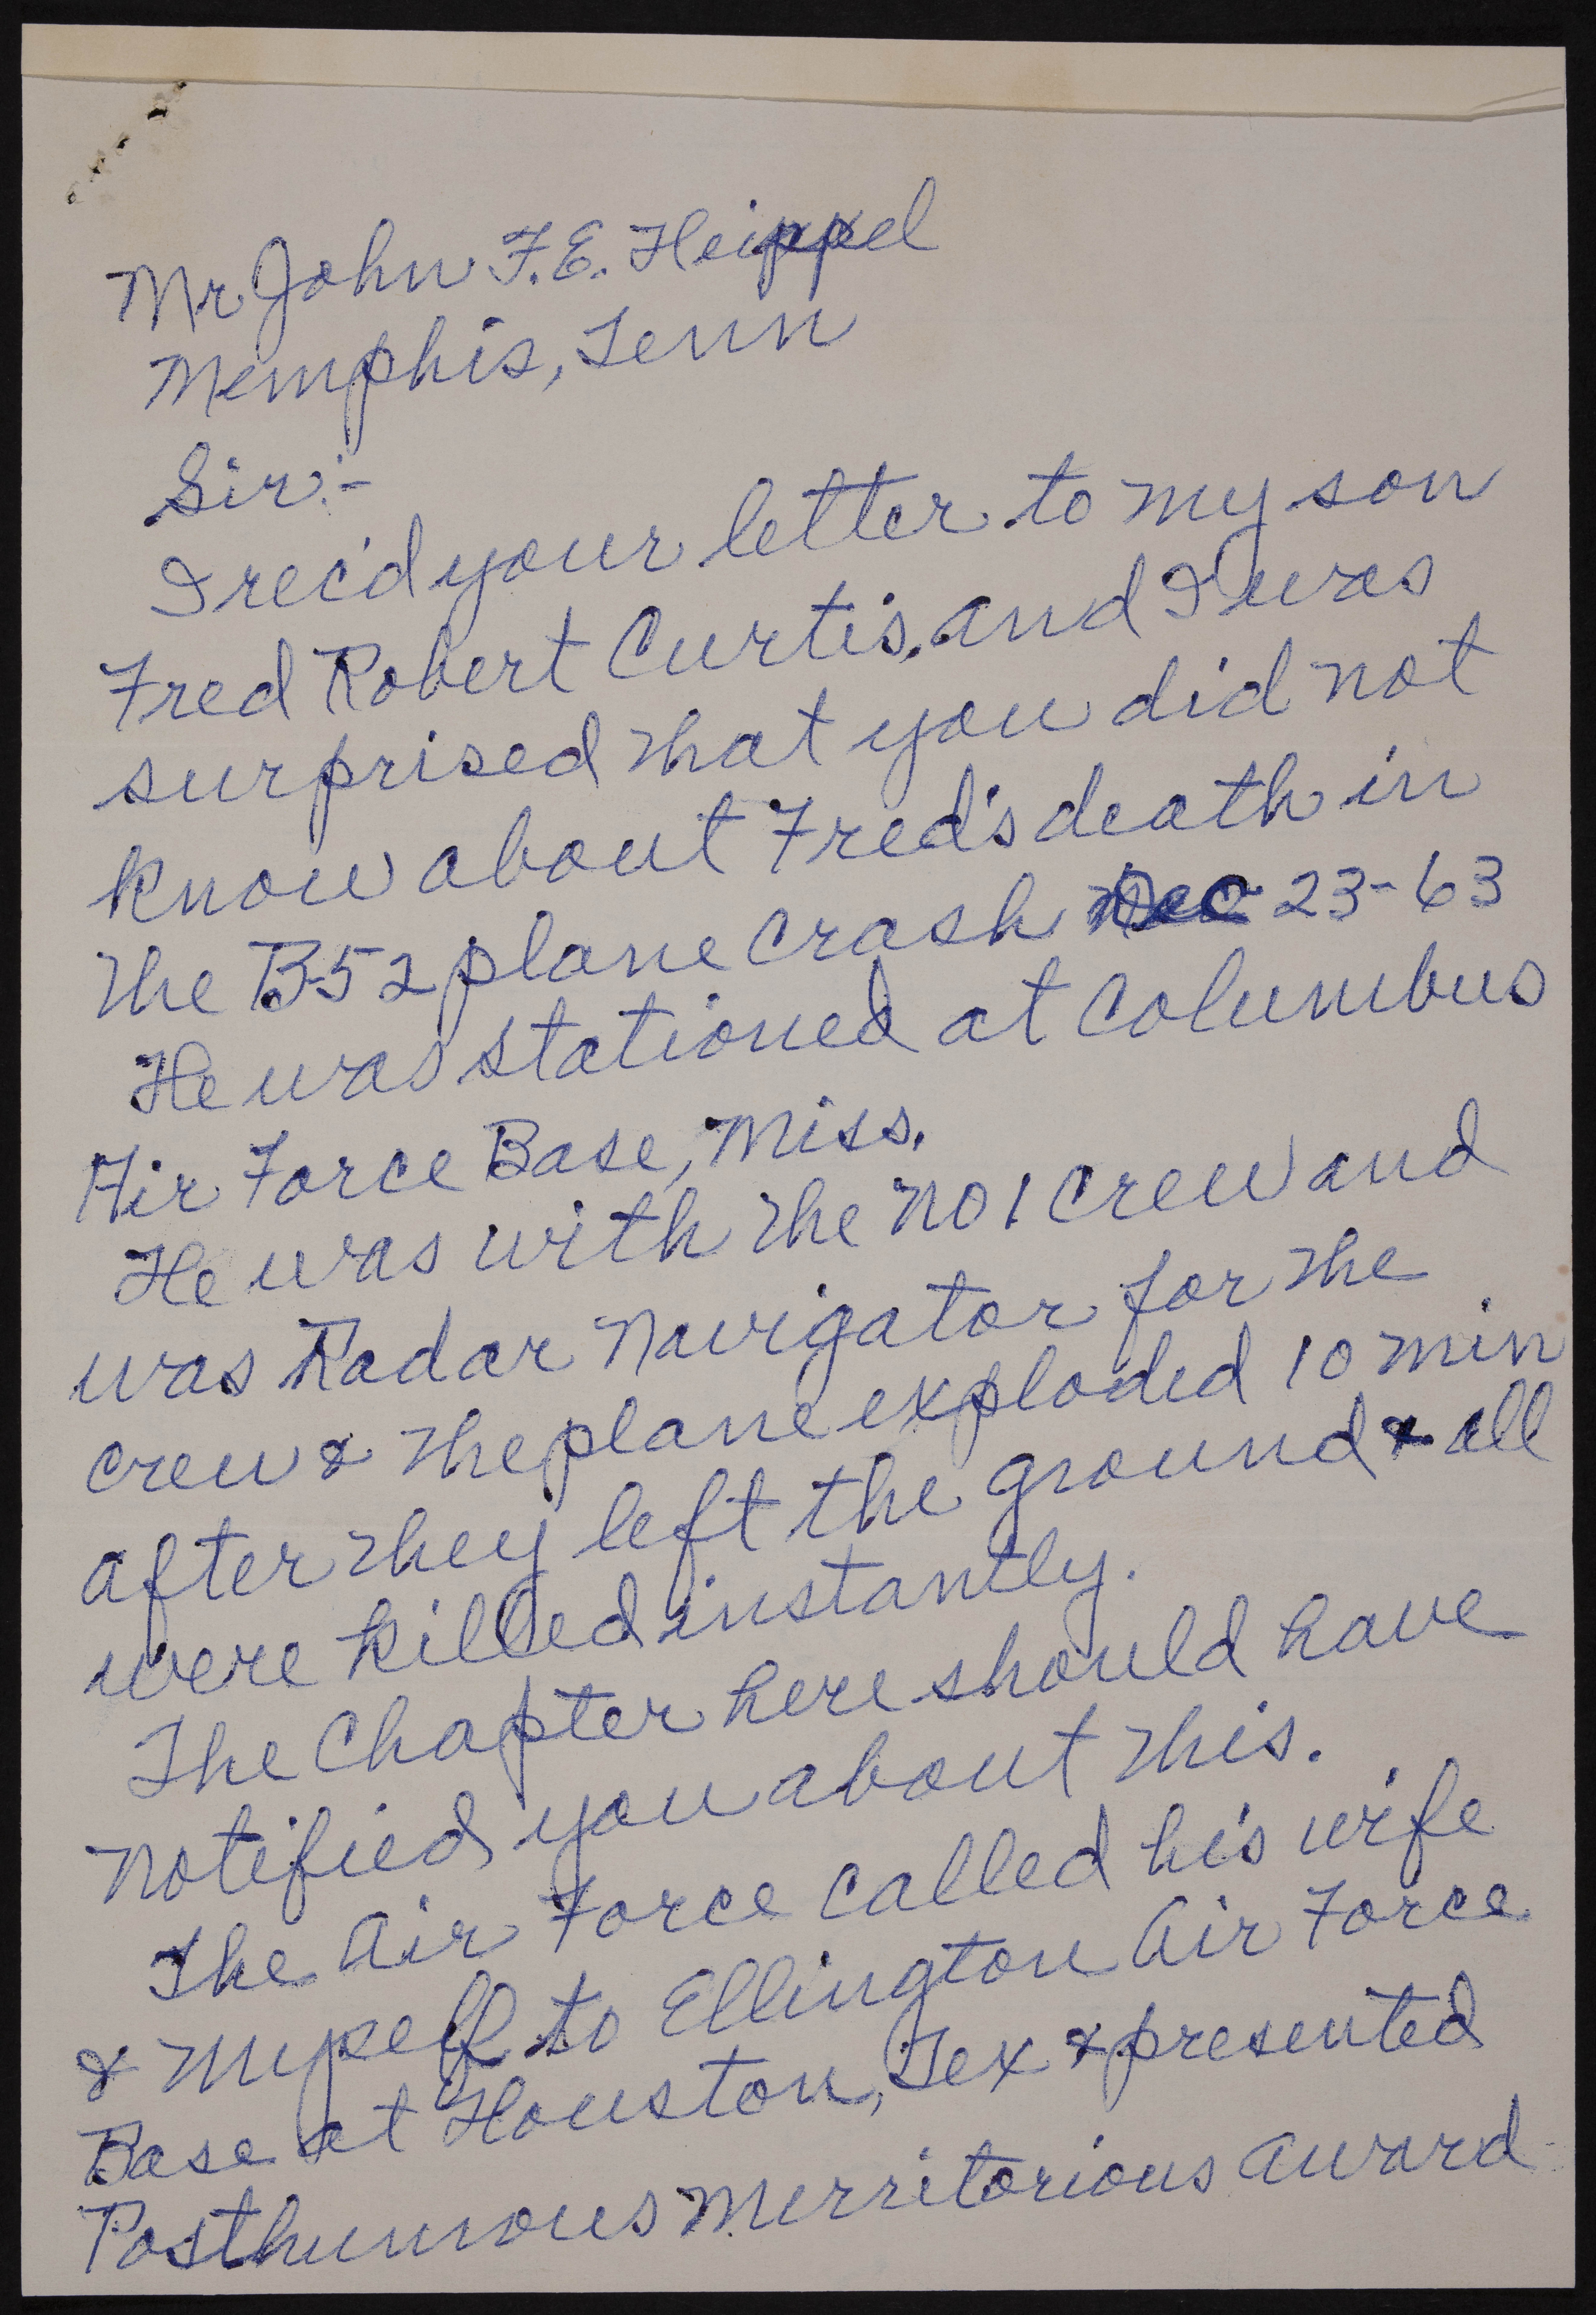 Mr John F.E. Heippel
Memphis, Tenn
Sir:-
I rec'd your letter to my son
Fred Robert Curtis, and I was
surprised that you did not
know about Fred's death in
the B-52 plane crash Dec 23-63
He was stationed at Columbus
Air Force Base, Miss.
He was with the No 1 crew and
was Radar Navigator for the
crew & the plane exploded 10 min
after they left the ground & all
were killed instantly.
The Chapter here should have
notified you about this.
The Air Force called his wife
& myself to Ellington Air Force
Base at Houston, Tex & presented
Posthumous Merritorious award